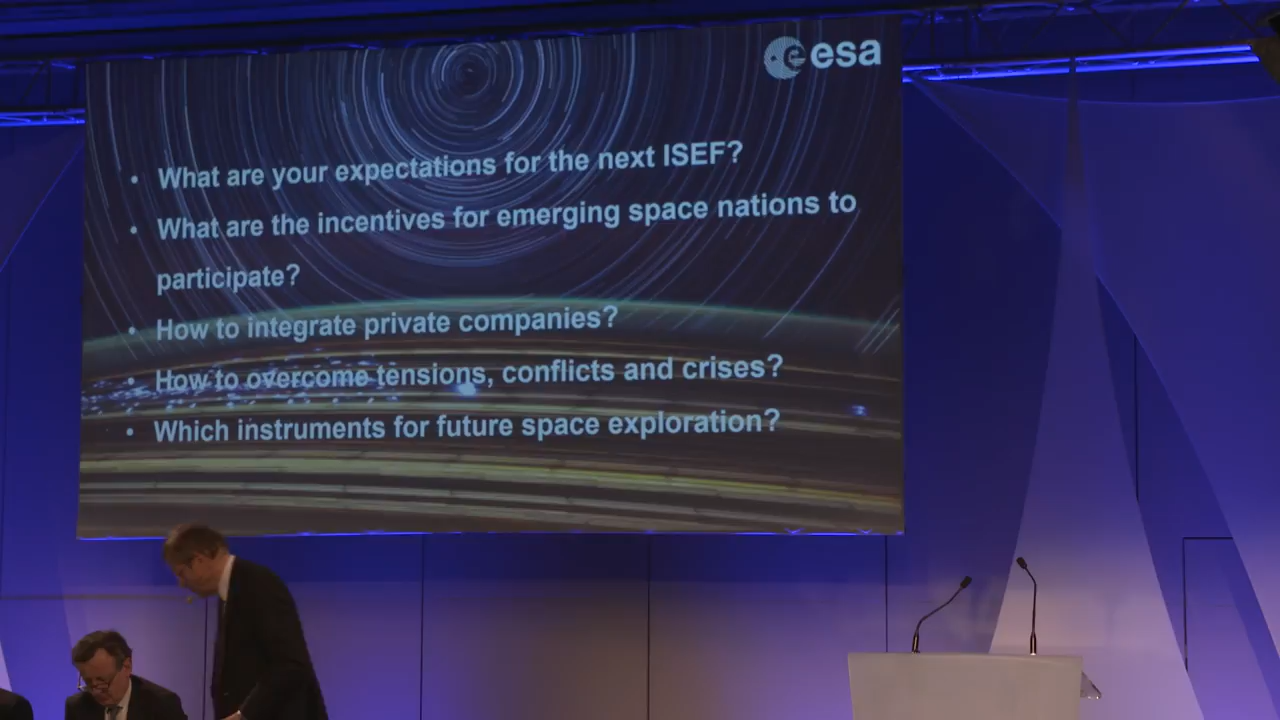 esa
• What are your expectations for the next ISEF?
• What are the incentives for emerging space nations to
participate?
• How to integrate private companies?
• How to overcome tensions, conflicts and crises?
• Which instruments for future space exploration?